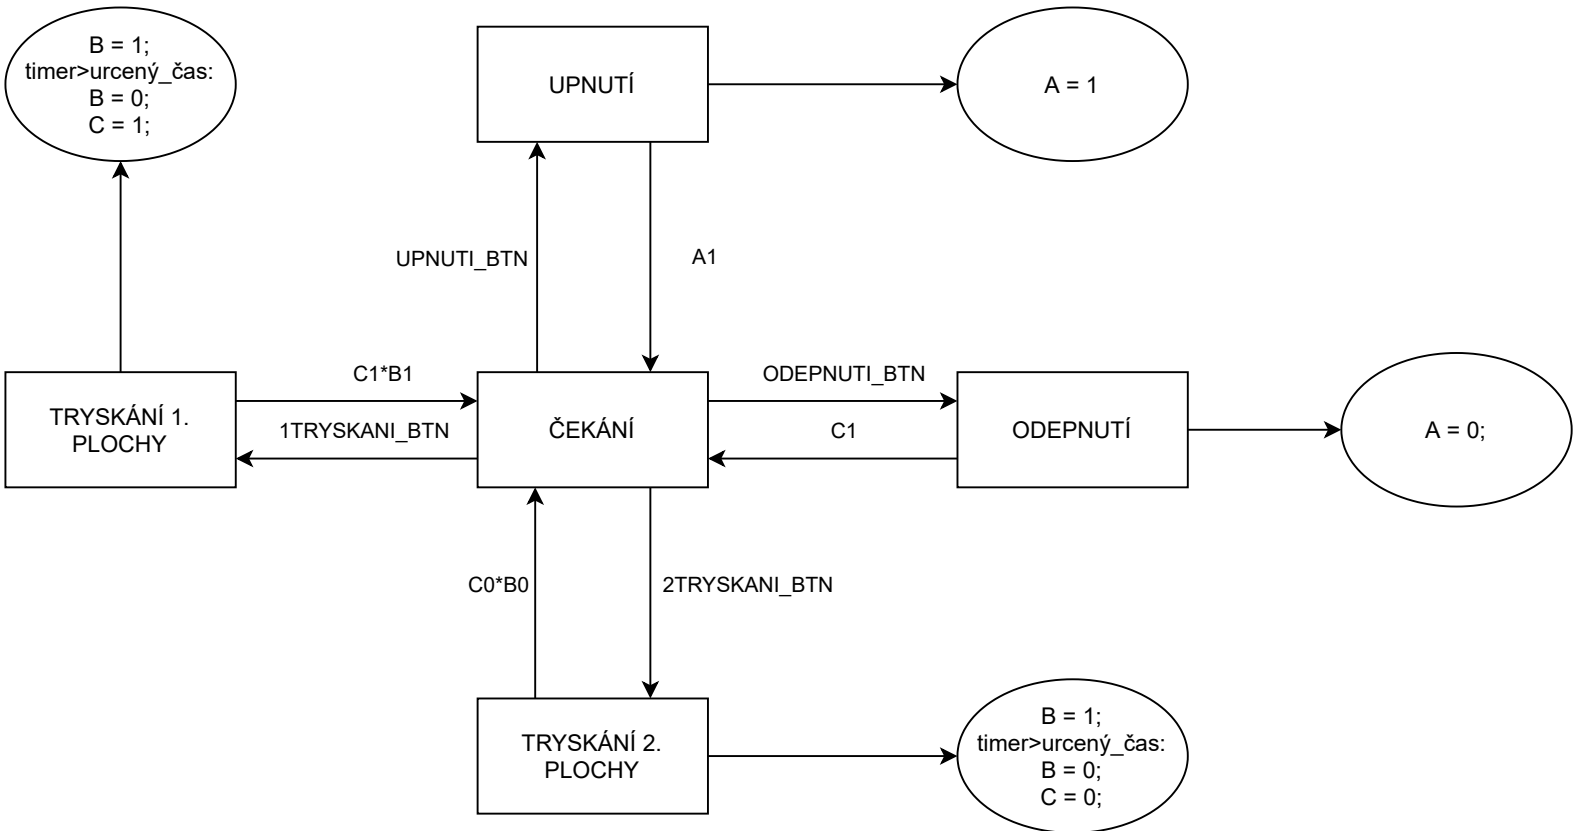 B = 1;
timer>urcený_čas:
B = 0;
C = 1;
UPNUTÍ
A = 1
UPNUTI_BTN
A1
C1*B1
ODEPNUTI_BTN
TRYSKÁNÍ 1.
PLOCHY
1TRYSKANI_BTN
ČEKÁNÍ
C1
ODEPNUTÍ
A = 0;
C0*B0
2TRYSKANI_BTN
TRYSKÁNÍ 2.
PLOCHY
B = 1;
timer>urcený_čas:
B = 0;
C = 0;